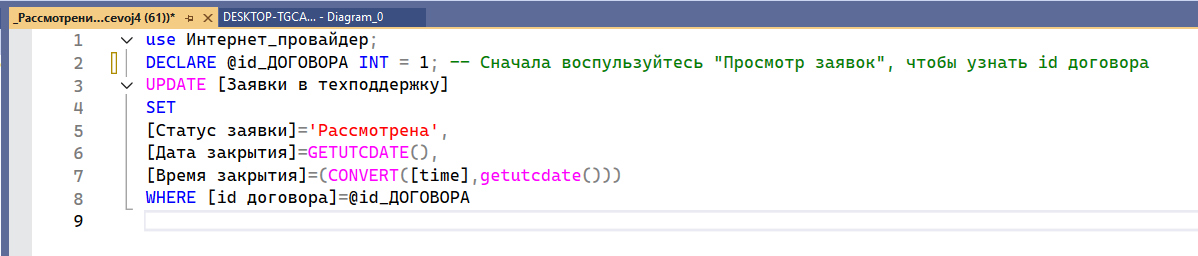 _Рассмотрени...cevoj4 (61))* DESKTOP-TGCA... - Diagram_0
1 use Интернет_провайдер;
2 DECLARE @id_ДОГОВОРА INT = 1; -- Сначала воспульзуйтесь "Просмотр заявок", чтобы узнать id договора
3 UPDATE [Заявки в техподдержку]
4 SET
5 [Статус заявки]='Рассмотрена',
6 [Дата закрытия]=GETUTCDATE(),
7 [Время закрытия]=(CONVERT([time],getutcdate()))
8 WHERE [id договора]=@id_ДОГОВОРА
9